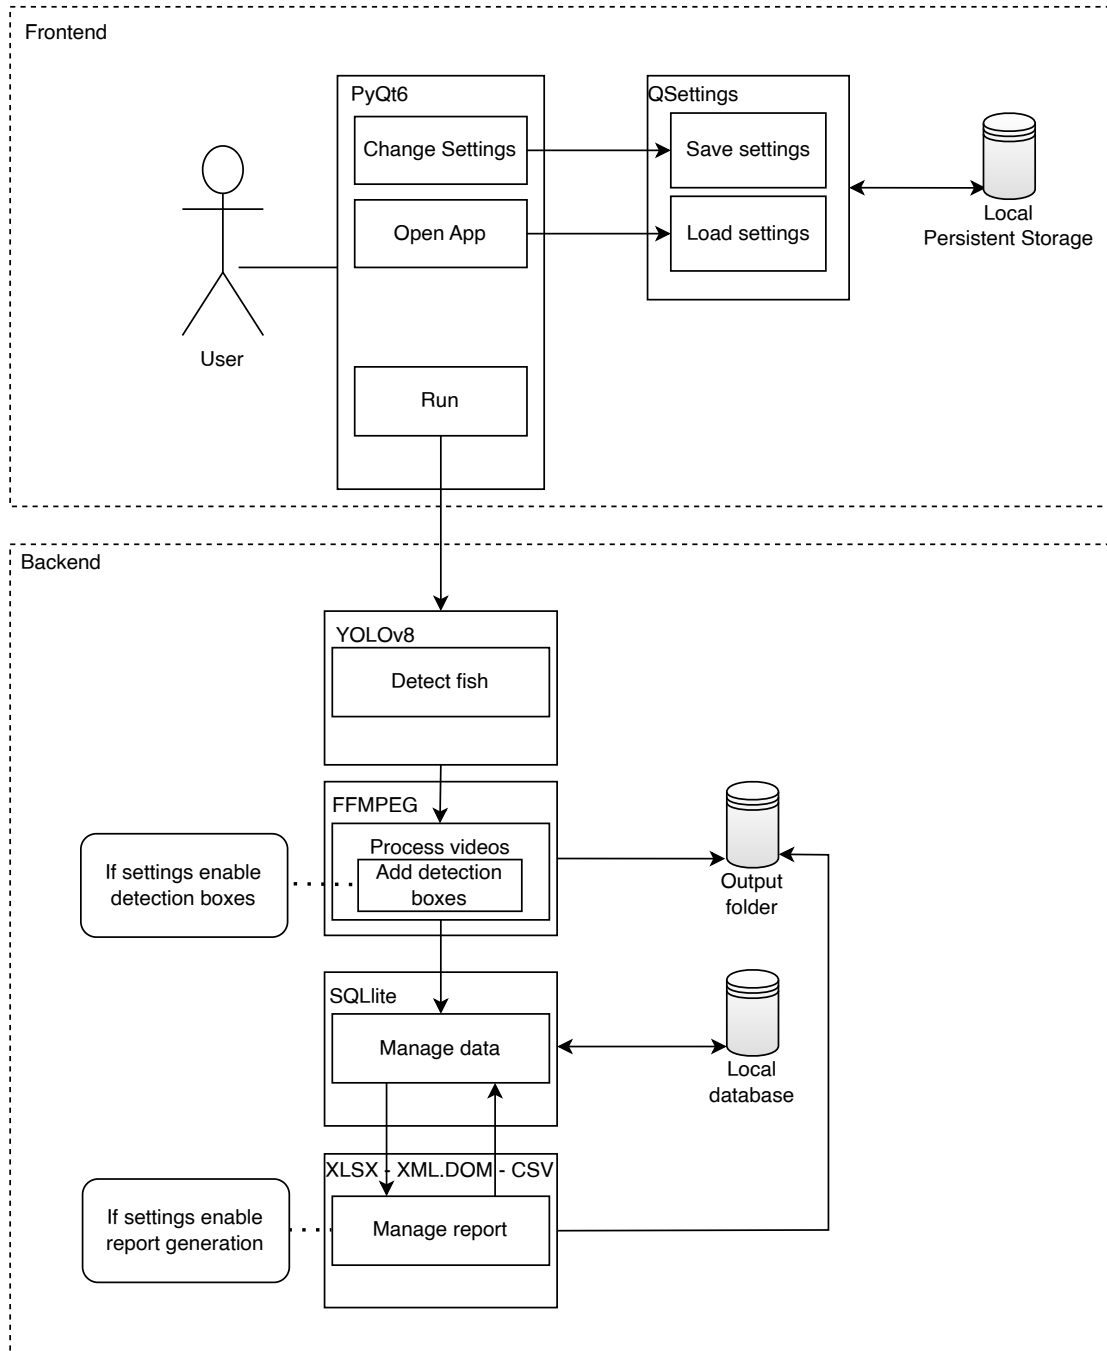 Frontend
PyQt6
QSettings
Change Settings
Save settings
Open App
Load settings
Local
Persistent Storage
User
Run
Backend
YOLOv8
Detect fish
FFMPEG
Process videos
Add detection
boxes
If settings enable
detection boxes
Output
folder
SQLlite
Manage data
Local
database
XLSX - XML.DOM - CSV
Manage report
If settings enable
report generation